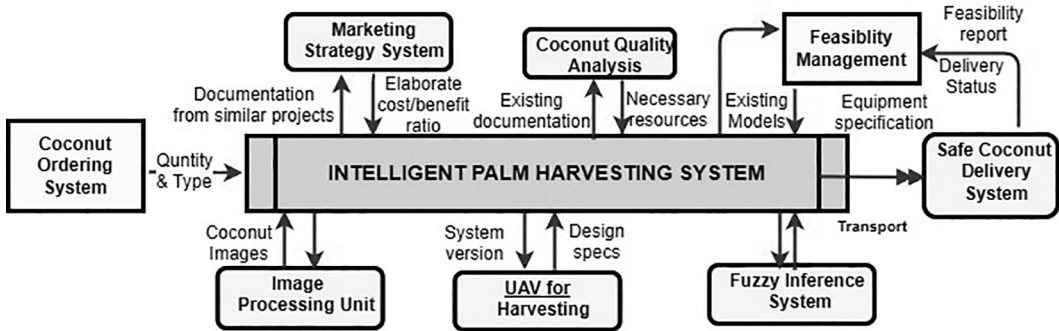 Marketing
Strategy System
Coconut Quality
Analysis
Feasiblity
Management
Feasibility
report
Delivery
Status
Documentation
from similar projects
Elaborate
cost/benefit
ratio
Existing
documentation
Necessary
resources
Existing
Models
Equipment
specification
Coconut
Ordering
System
Quntity
& Type
INTELLIGENT PALM HARVESTING SYSTEM
Safe Coconut
Delivery
System
Coconut
Images
System
version
Design
specs
Transport
Image
Processing Unit
UAV for
Harvesting
Fuzzy Inference
System